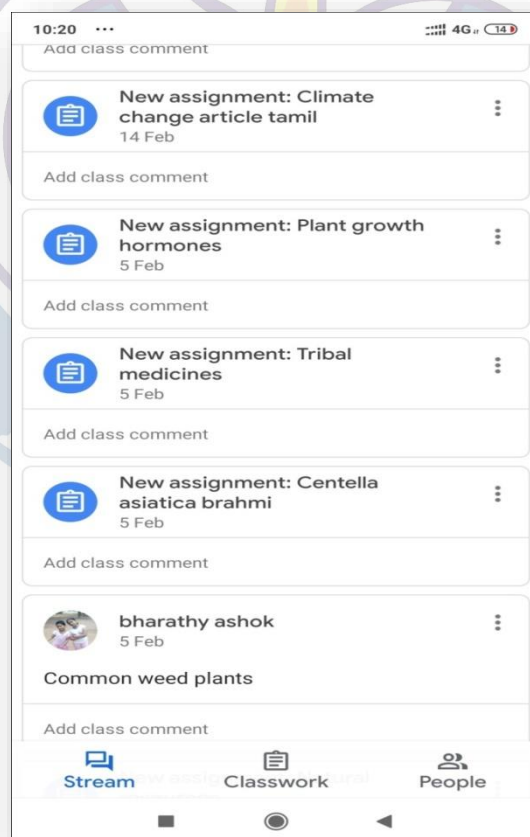 10:20 ... 4G 14
Add class comment
New assignment: Climate
change article tamil
14 Feb
Add class comment
New assignment: Plant growth
hormones
5 Feb
Add class comment
New assignment: Tribal
medicines
5 Feb
Add class comment
New assignment: Centella
asiatica brahmi
5 Feb
Add class comment
bharathy ashok
5 Feb
Common weed plants
Add class comment
Stream Classwork People